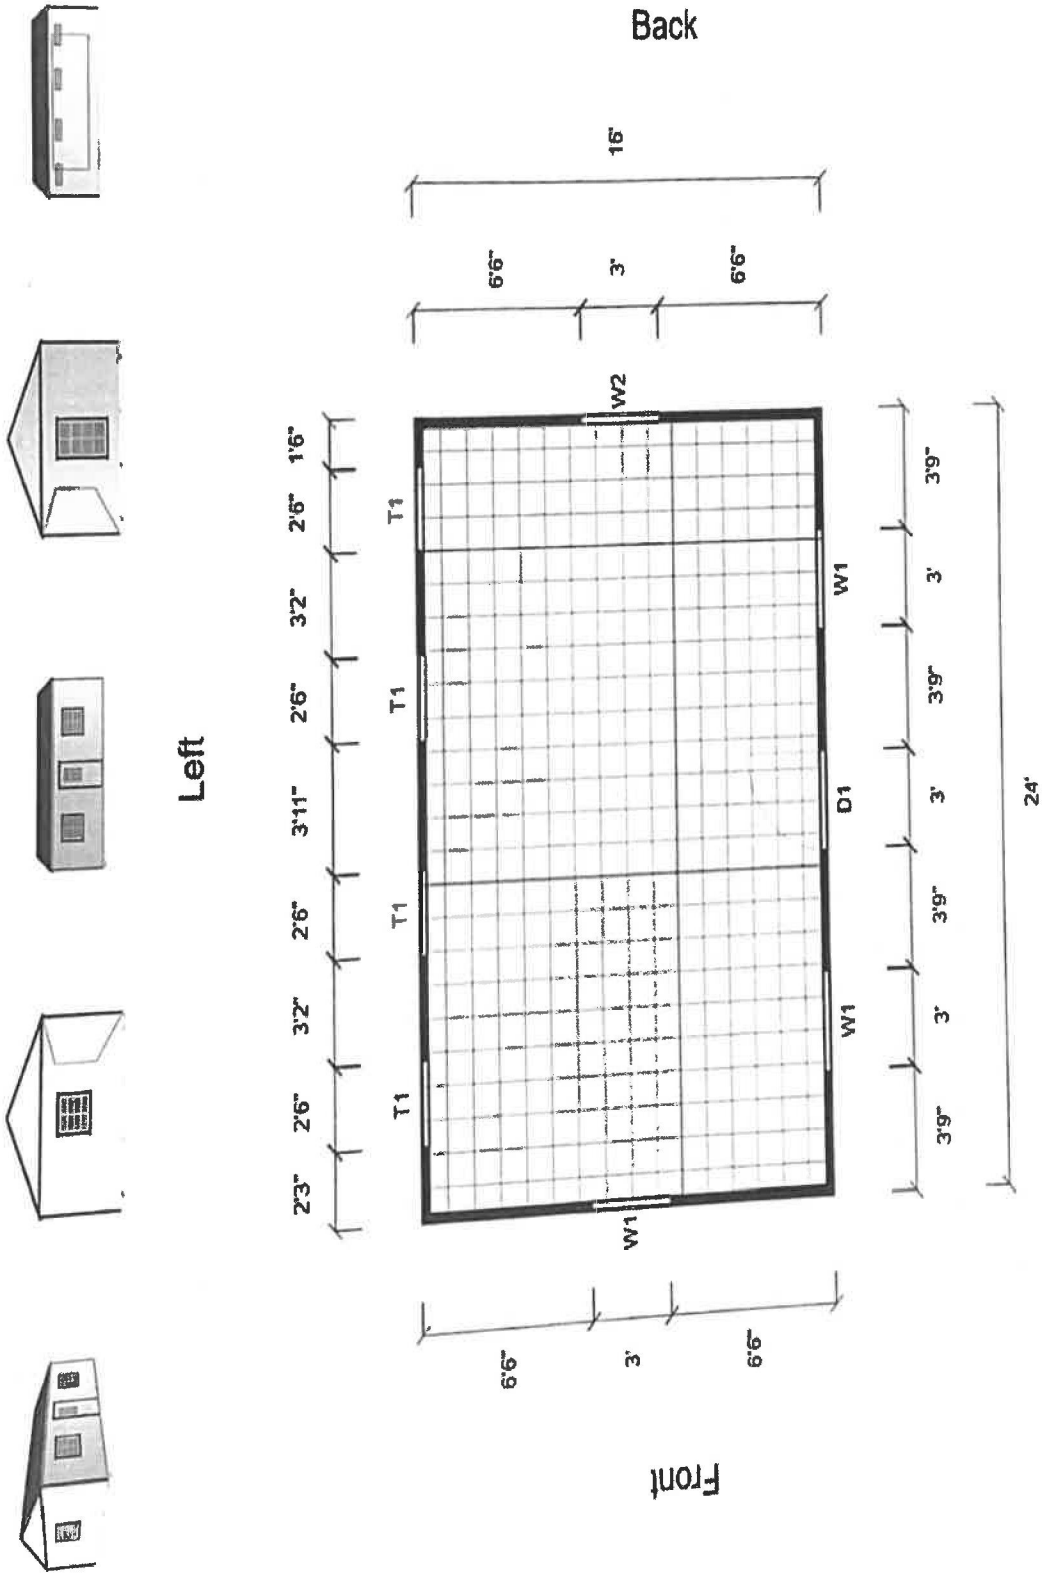 Left
2'3" 2'6" 3'2" 2'6" 3'11" 2'6" 3'2" 2'6" 1'6"
T1 T1 T1 T1
6'6" 6'6"
Front 3' W1 W2 3' 16' Back
6'6" 6'6"
W1 D1 W1
3'9" 3' 3'9" 3' 3'9" 3' 3'9"
24'